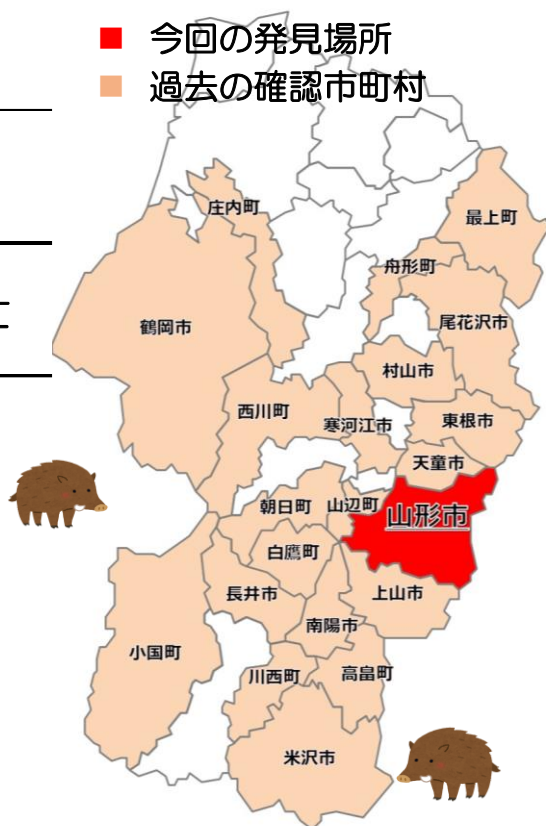 ■ 今回の発見場所
■ 過去の確認市町村
庄内町
最上町
舟形町
鶴岡市
尾花沢市
村山市
西川町
寒河江市
東根市
天童市
朝日町
山辺町
山形市
白鷹町
長井市
上山市
南陽市
小国町
川西町
高畠町
米沢市